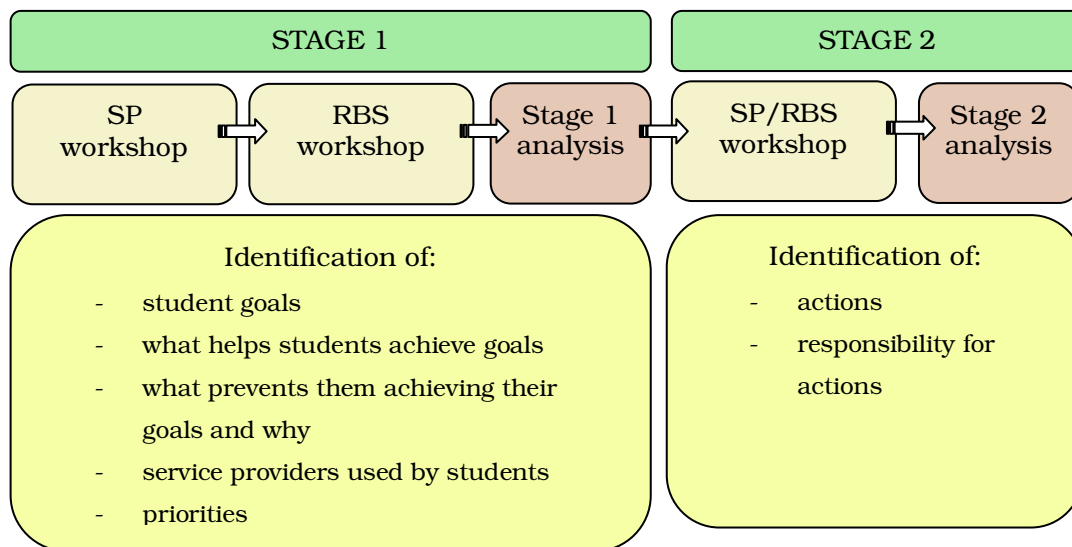 STAGE 1
STAGE 2
SP
workshop
RBS
workshop
Stage 1
analysis
SP/RBS
workshop
Stage 2
analysis
Identification of:
- student goals
- what helps students achieve goals
- what prevents them achieving their
goals and why
- service providers used by students
- priorities
Identification of:
- actions
- responsibility for
actions